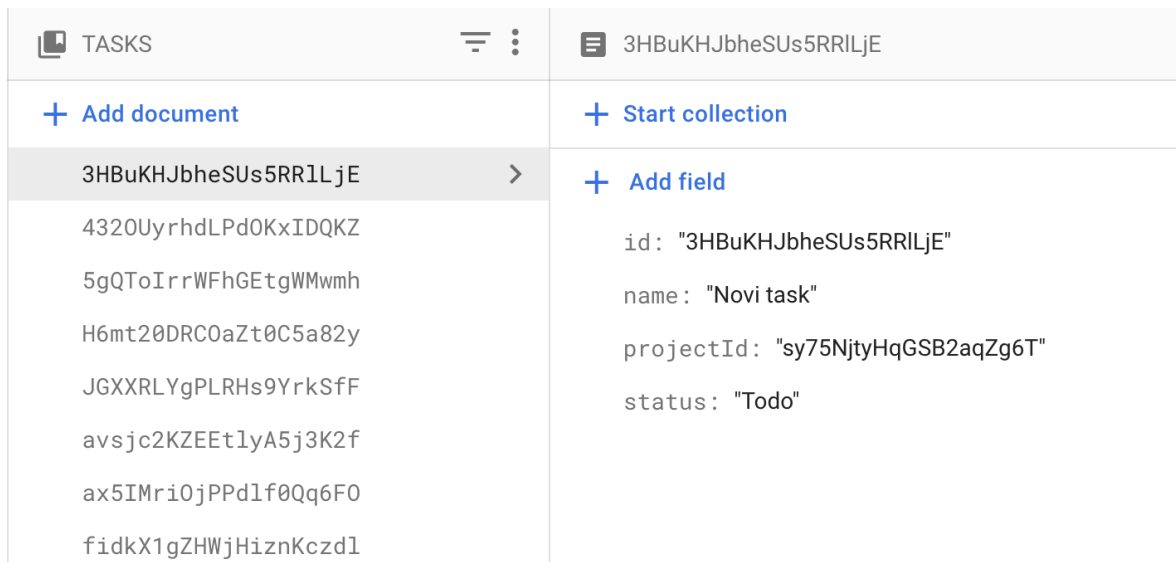 TASKS
Add document
3HBuKHJbheSUs5RRlLjE
432OUyrhdLPdOKxIDQKZ
5gQToIrrWFhGEtgWMwmh
H6mt20DRCOaZt0C5a82y
JGXXRLYgPLRHs9YrkSfF
avsjc2KZEEtlyA5j3K2f
ax5IMriOjPPdlf0Qq6FO
fidkX1gZHWjHiznKczdl
3HBuKHJbheSUs5RRlLjE
Start collection
Add field
id: "3HBuKHJbheSUs5RRlLjE"
name: "Novi task"
projectId: "sy75NjtyHqGSB2aqZg6T"
status: "Todo"